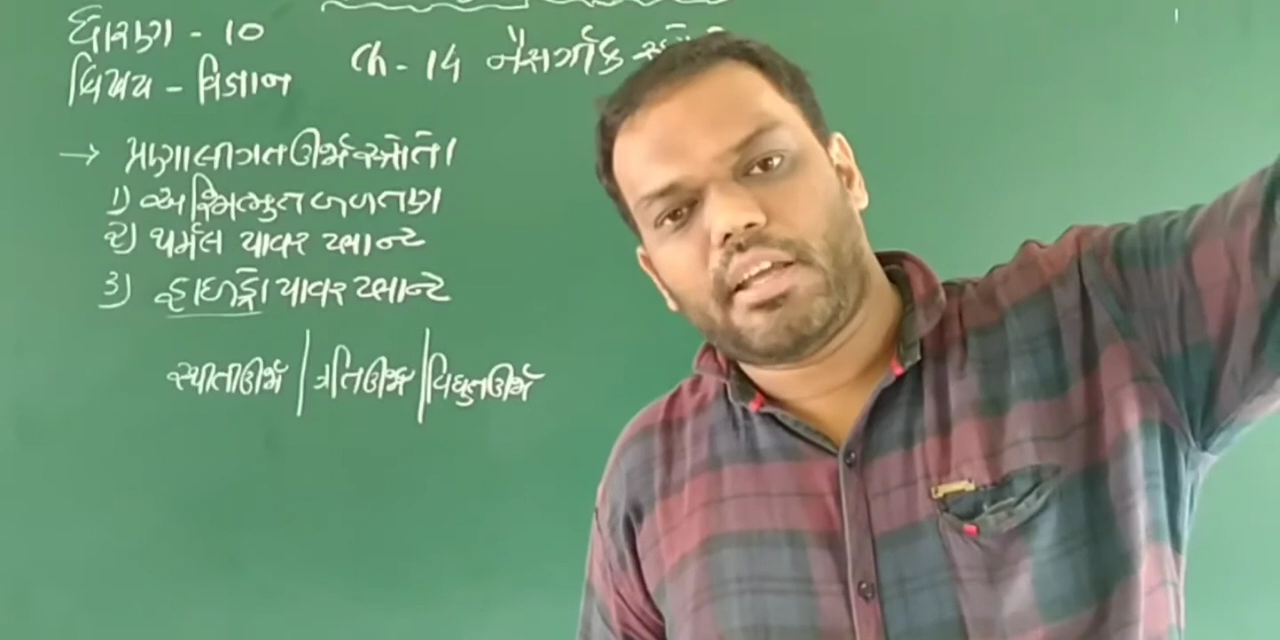 ધોરણ - 10
વિષય - વિજ્ઞાન
Ch - 14 નૈસર્ગીક
→ પ્રણાલીગત ઊર્જાસ્ત્રોતો
1) અશ્મિભૂત બળતણ
2) થર્મલ પાવર પ્લાન્ટ
3) હાઇડ્રો પાવર પ્લાન્ટ
સ્થીતીઊર્જા | ગતિઊર્જા | વિદ્યુતઊર્જા